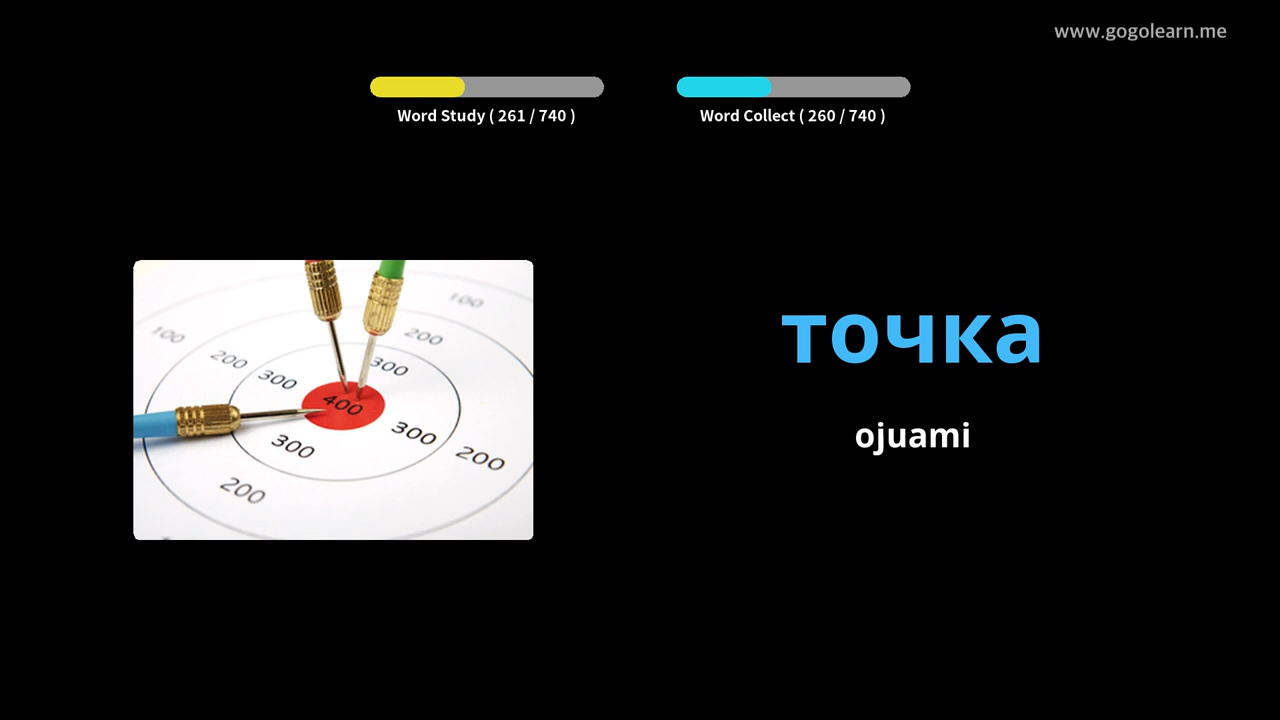 www.gogolearn.me
Word Study ( 261 / 740 )
Word Collect ( 260 / 740 )
100
100
200
200
300
300
400
300
300
200
200
точка
ojuami